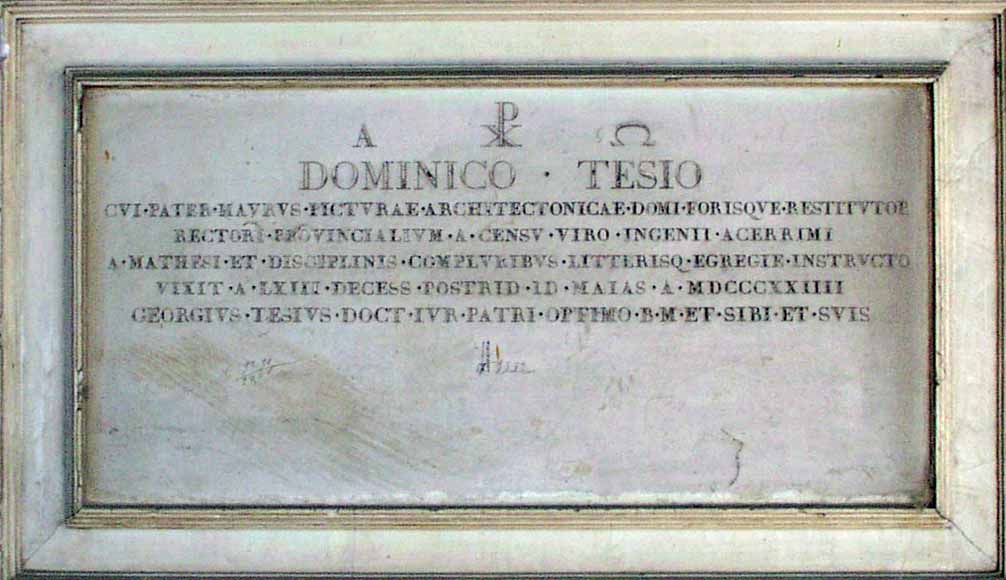 A ☧ Ω
DOMINICO · TESIO
CVI·PATER·MAVRVS·PICTVRAE·ARCHITECTONICAE·DOMI·FORISQVE·RESTITVTOR
RECTORI·PROVINCIALIVM·A·CENSV·VIRO·INGENII·ACERRIMI
A·MATHESI·ET·DISCIPLINIS·COMPLVRIBVS·LITTERISQ·EGREGIE·INSTRVCTO
VIXIT·A·LXIII·DECESS·POSTRID·ID·MAIAS·A·MDCCCXXIIII
GEORGIVS·TESIVS·DOCT·IVR·PATRI·OPTIMO·B·M·ET·SIBI·ET·SVIS